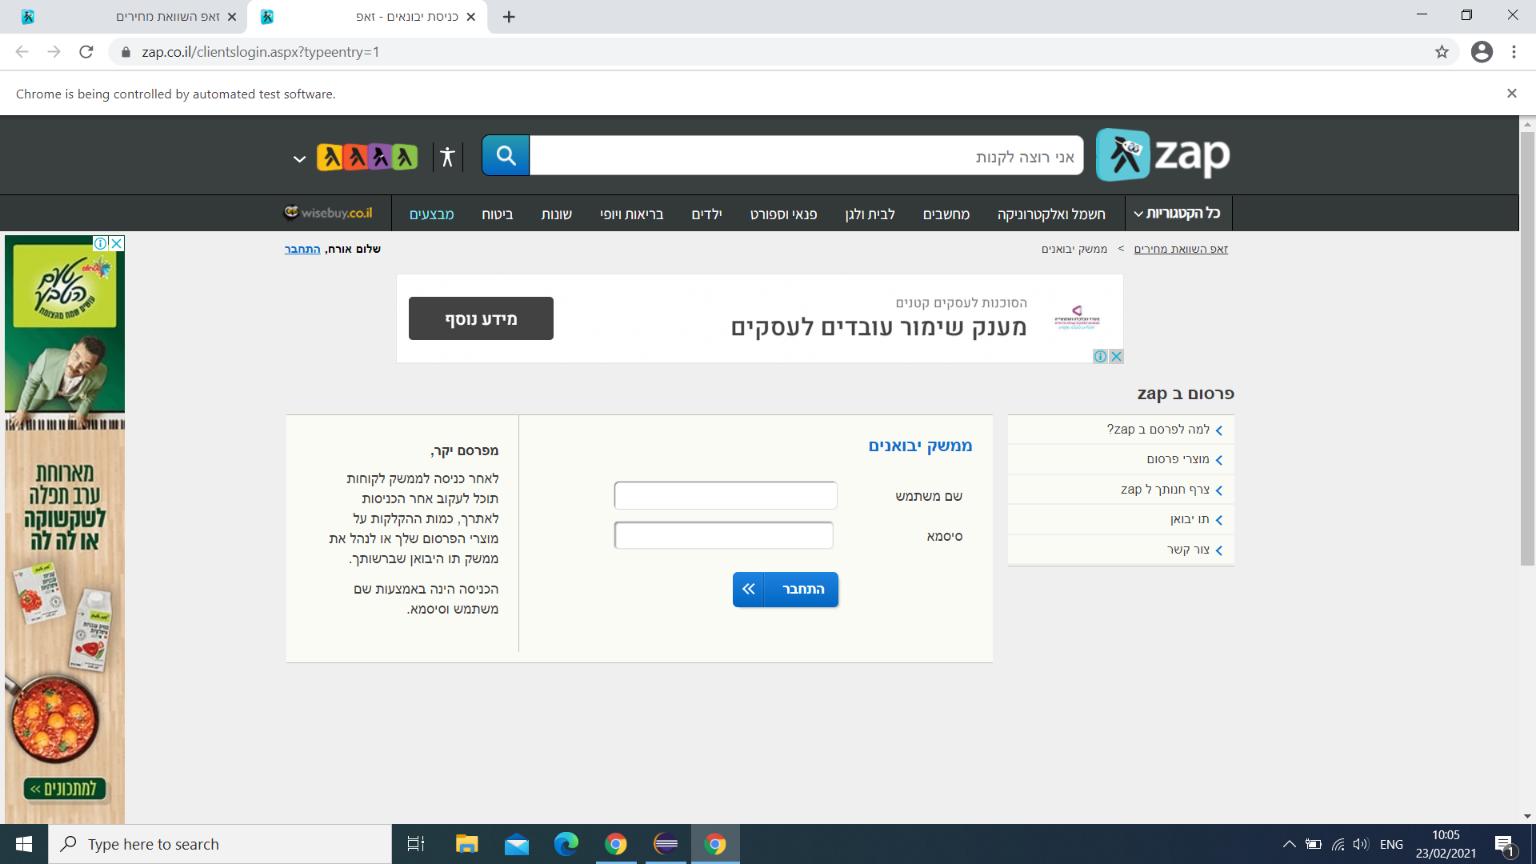 זאפ השוואת מחירים
כניסת יבונאים - זאפ
zap.co.il/clientslogin.aspx?typeentry=1
Chrome is being controlled by automated test software.
אני רוצה לקנות
zap
כל הקטגוריות
חשמל ואלקטרוניקה
מחשבים
לבית ולגן
פנאי וספורט
ילדים
בריאות ויופי
שונות
ביטוח
מבצעים
wisebuy.co.il
זאפ השוואת מחירים > ממשק יבואנים
שלום אורח, התחבר
הסוכנות לעסקים קטנים
מענק שימור עובדים לעסקים
מידע נוסף
פרסום ב zap
למה לפרסם ב zap?
מוצרי פרסום
צרף חנותך ל zap
תו יבואן
צור קשר
ממשק יבואנים
שם משתמש
סיסמא
התחבר
מפרסם יקר,
לאחר כניסה לממשק לקוחות
תוכל לעקוב אחר הכניסות
לאתרך, כמות ההקלקות על
מוצרי הפרסום שלך או לנהל את
ממשק תו היבואן שברשותך.
הכניסה הינה באמצעות שם
משתמש וסיסמא.
טעם
הטבע
עושים שמח מהצומח
מארוחת
ערב תפלה
לשקשוקה
או לה לה
למתכונים >>
Type here to search
ENG
10:05
23/02/2021
1